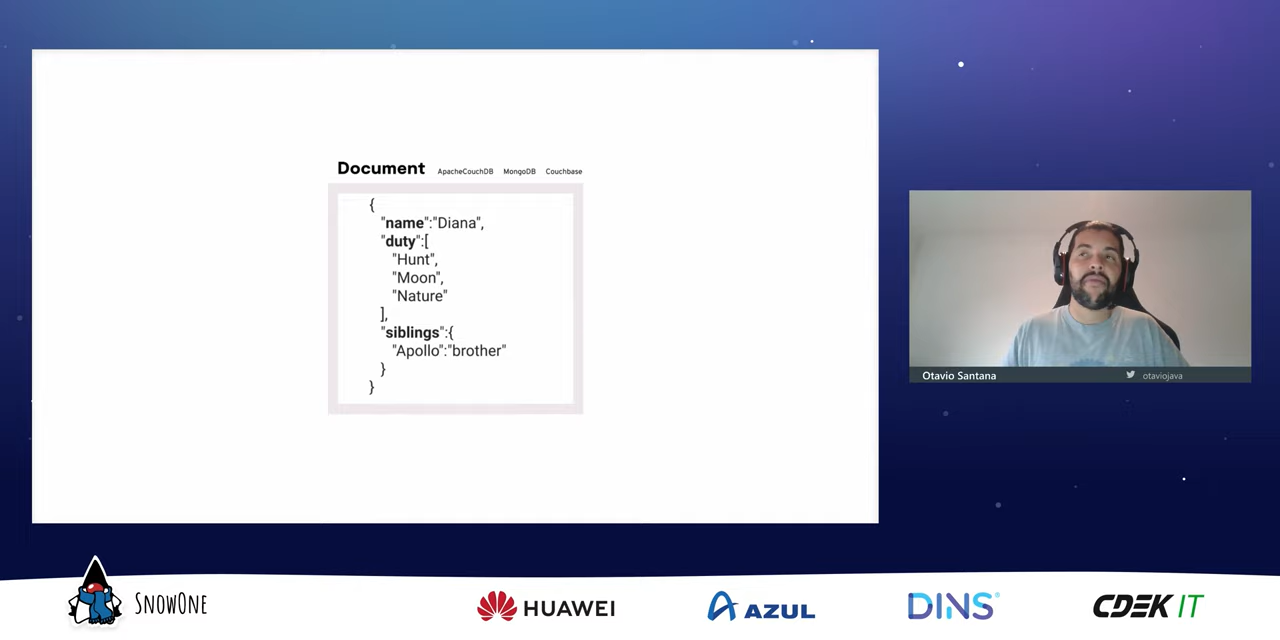 Document ApacheCouchDB MongoDB Couchbase
{
"name":"Diana",
"duty":[
"Hunt",
"Moon",
"Nature"
],
"siblings":{
"Apollo":"brother"
}
}
Otavio Santana otaviojava
SNOWONE HUAWEI AZUL DINS CDEK IT